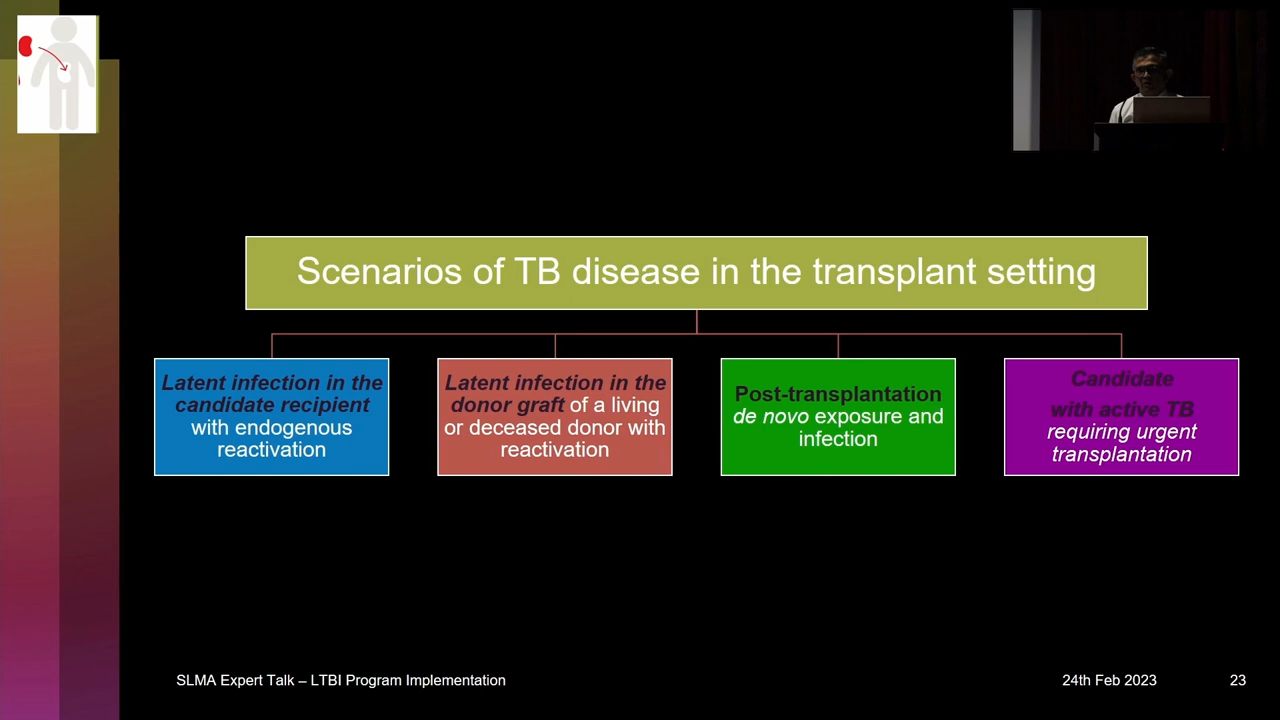 Scenarios of TB disease in the transplant setting
Latent infection in the
candidate recipient
with endogenous
reactivation
Latent infection in the
donor graft of a living
or deceased donor with
reactivation
Post-transplantation
de novo exposure and
infection
Candidate
with active TB
requiring urgent
transplantation
SLMA Expert Talk – LTBI Program Implementation
24th Feb 2023
23